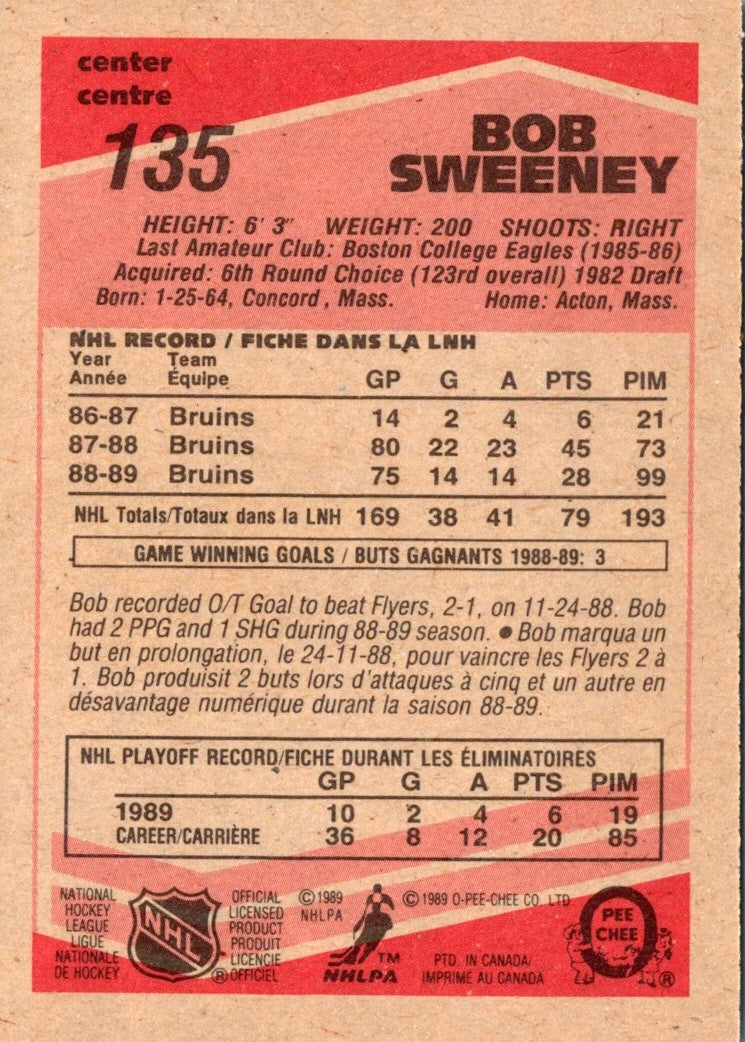 center
centre
135
BOB
SWEENEY
HEIGHT: 6' 3" WEIGHT: 200 SHOOTS: RIGHT
Last Amateur Club: Boston College Eagles (1985-86)
Acquired: 6th Round Choice (123rd overall) 1982 Draft
Born: 1-25-64, Concord, Mass. Home: Acton, Mass.
NHL RECORD / FICHE DANS LA LNH
Year Team
Année Équipe GP G A PTS PIM
86-87 Bruins 14 2 4 6 21
87-88 Bruins 80 22 23 45 73
88-89 Bruins 75 14 14 28 99
NHL Totals/Totaux dans la LNH 169 38 41 79 193
GAME WINNING GOALS / BUTS GAGNANTS 1988-89: 3
Bob recorded O/T Goal to beat Flyers, 2-1, on 11-24-88. Bob
had 2 PPG and 1 SHG during 88-89 season. ● Bob marqua un
but en prolongation, le 24-11-88, pour vaincre les Flyers 2 à
1. Bob produisit 2 buts lors d'attaques à cinq et un autre en
désavantage numérique durant la saison 88-89.
NHL PLAYOFF RECORD/FICHE DURANT LES ÉLIMINATOIRES
GP G A PTS PIM
1989 10 2 4 6 19
CAREER/CARRIÈRE 36 8 12 20 85
NATIONAL
HOCKEY
LEAGUE
LIGUE
NATIONALE
DE HOCKEY
NHL
OFFICIAL
LICENSED
PRODUCT
PRODUIT
LICENCIE
® OFFICIEL
© 1989
NHLPA
TM
NHLPA
© 1989 O-PEE-CHEE CO. LTD
PTD. IN CANADA/
IMPRIME AU CANADA
O
PEE
CHEE
®